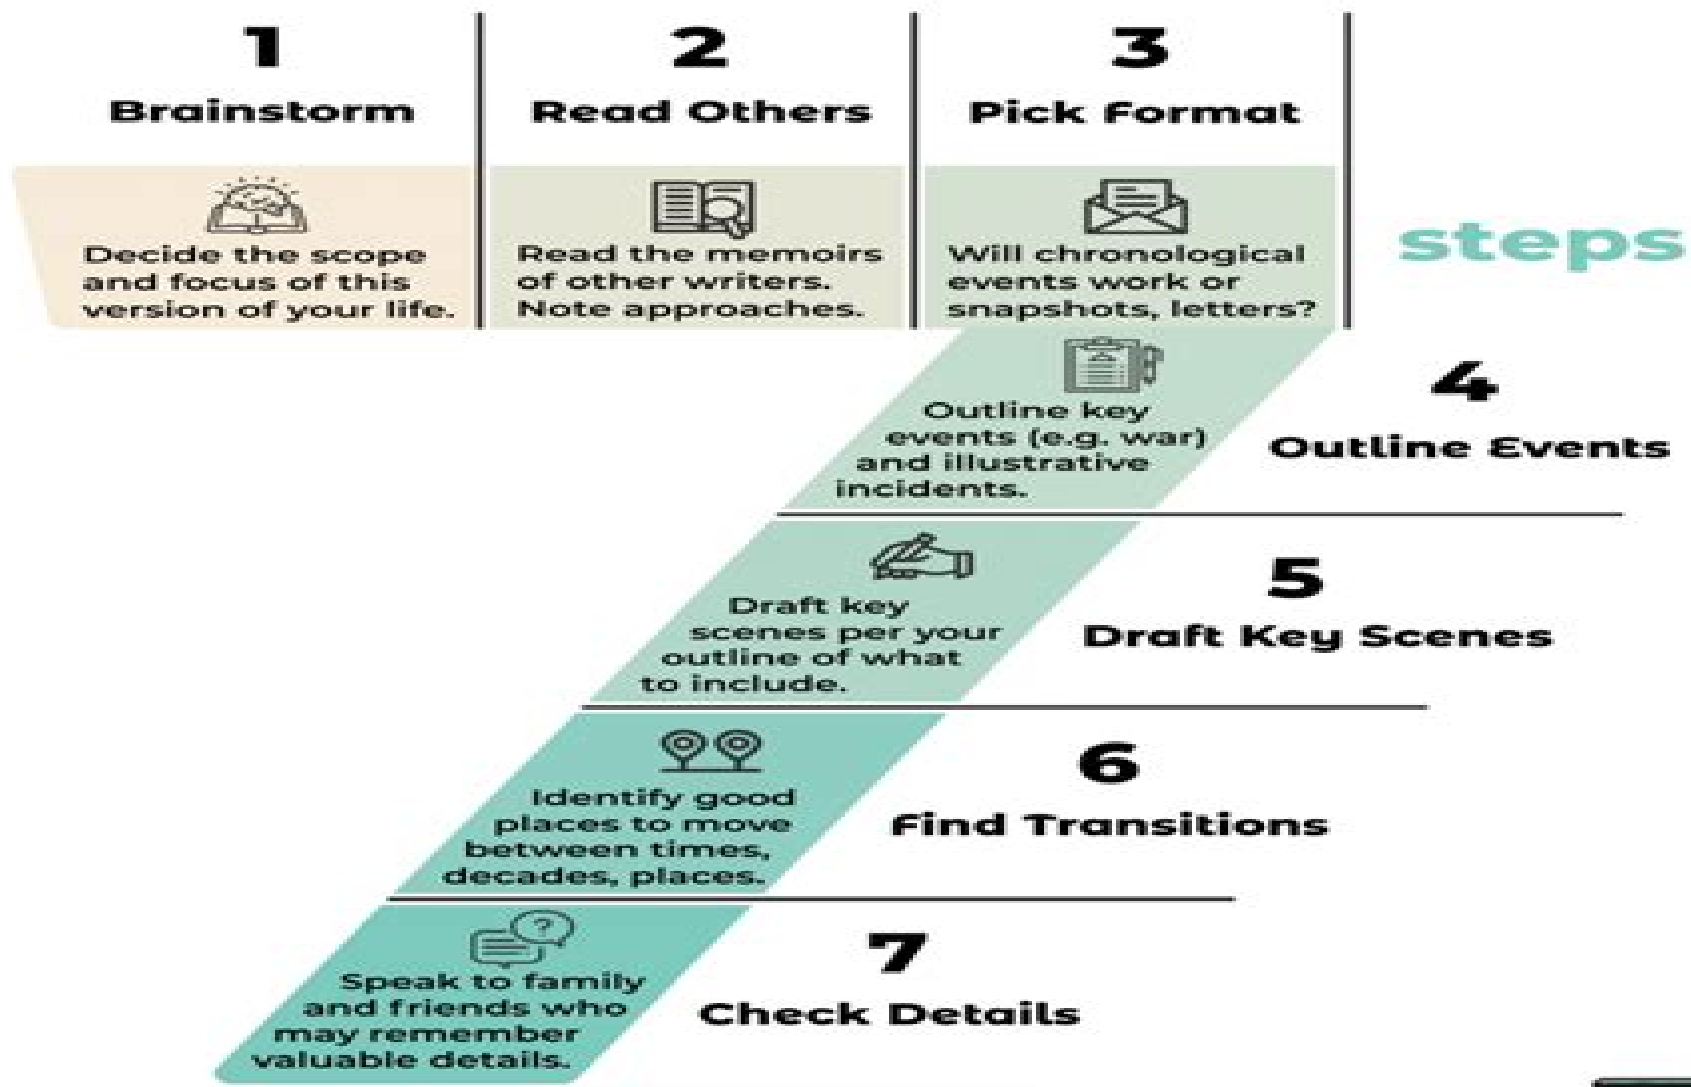 1
Brainstorm
Decide the scope
and focus of this
version of your life.
2
Read Others
Read the memoirs
of other writers.
Note approaches.
3
Pick Format
Will chronological
events work or
snapshots, letters?
steps
4
Outline Events
Outline key
events (e.g. war)
and illustrative
incidents.
5
Draft Key Scenes
Draft key
scenes per your
outline of what
to include.
6
Find Transitions
Identify good
places to move
between times,
decades, places.
7
Check Details
Speak to family
and friends who
may remember
valuable details.
?